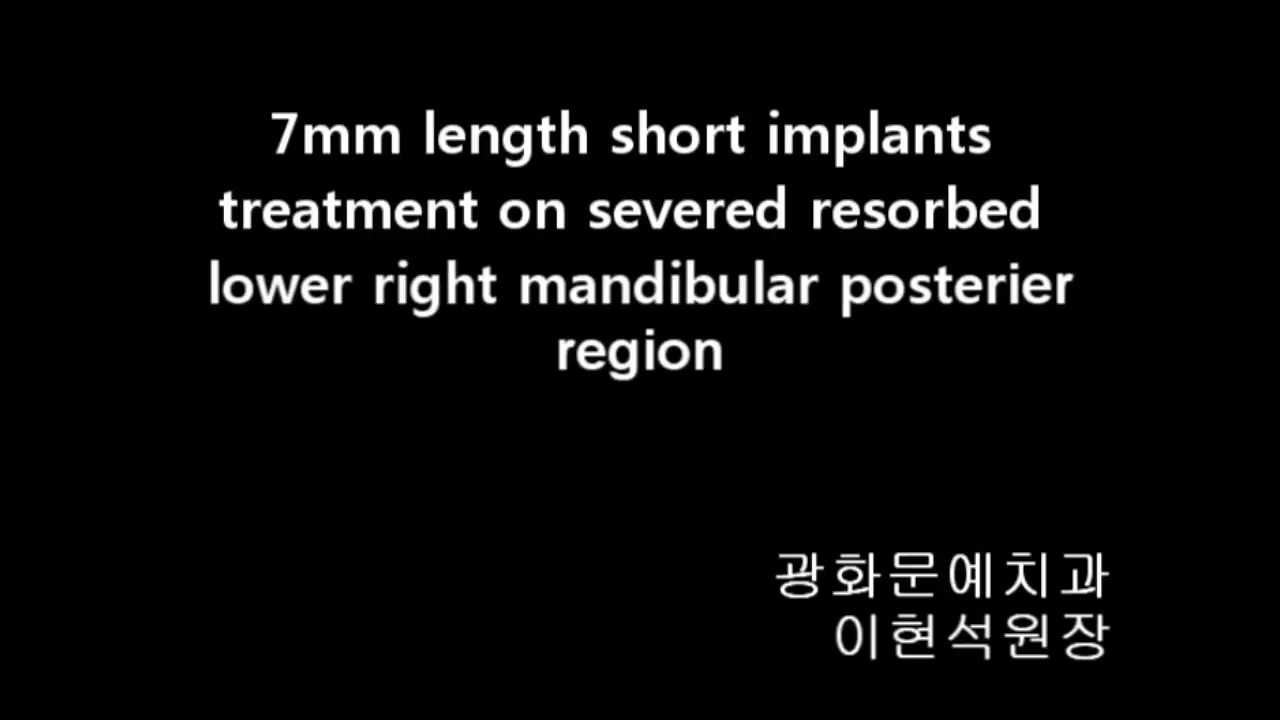 7mm length short implants
treatment on severed resorbed
lower right mandibular posterier
region
광화문예치과
이현석원장